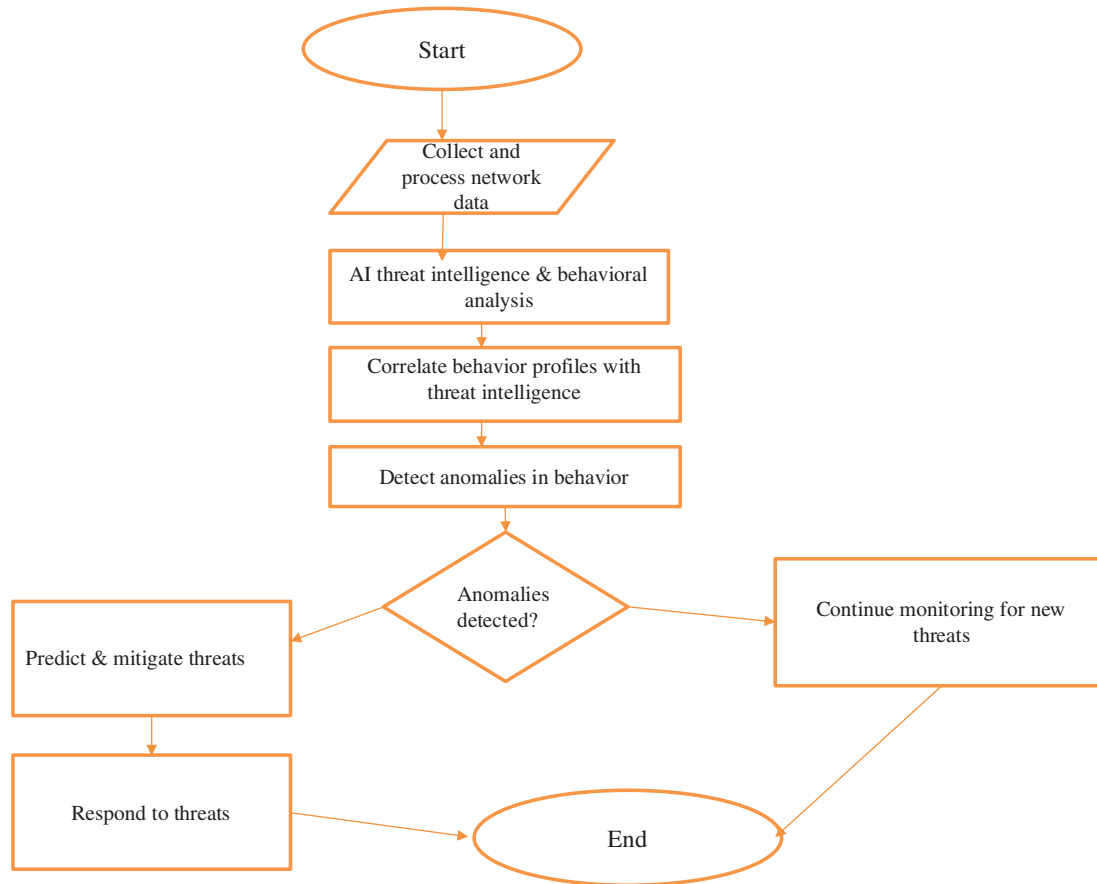 Start
Collect and
process network
data
AI threat intelligence & behavioral
analysis
Correlate behavior profiles with
threat intelligence
Detect anomalies in behavior
Anomalies
detected?
Continue monitoring for new
threats
Predict & mitigate threats
Respond to threats
End